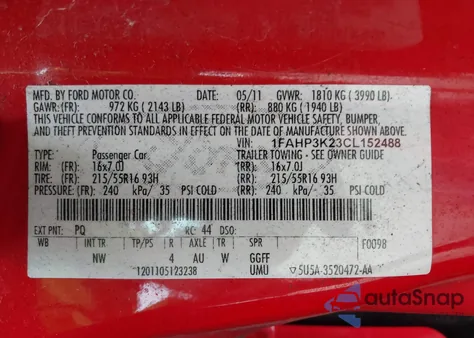 MFD. BY FORD MOTOR CO. DATE: 05/11 GVWR: 1810 KG ( 3990 LB)
GAWR: (FR) 972 KG ( 2143 LB) (RR): 880 KG ( 1940 LB)
THIS VEHICLE CONFORMS TO ALL APPLICABLE FEDERAL MOTOR VEHICLE SAFETY, BUMPER,
AND THEFT PREVENTION STANDARDS IN EFFECT ON THE DATE OF MANUFACTURE SHOWN ABOVE.
VIN: 1FAHP3K23CL152488
TYPE: Passenger Car TRAILER TOWING - SEE OWNER GUIDE
RIM: 16x7.0J (RR): 16x7.0J
TIRE: (FR): 215/55R16 93H (RR): 215/55R16 93H
PRESSURE: (FR): 240 kPa/ 35 PSI COLD (RR): 240 kPa/ 35 PSI COLD
EXT PNT: PQ RC: 44 DSO:
WB INT TR TP/PS R AXLE TR SPR F0098
NW 4 AU W GGFF
1201105123238 UMU 5U5A-3520472-AA
autoSnap